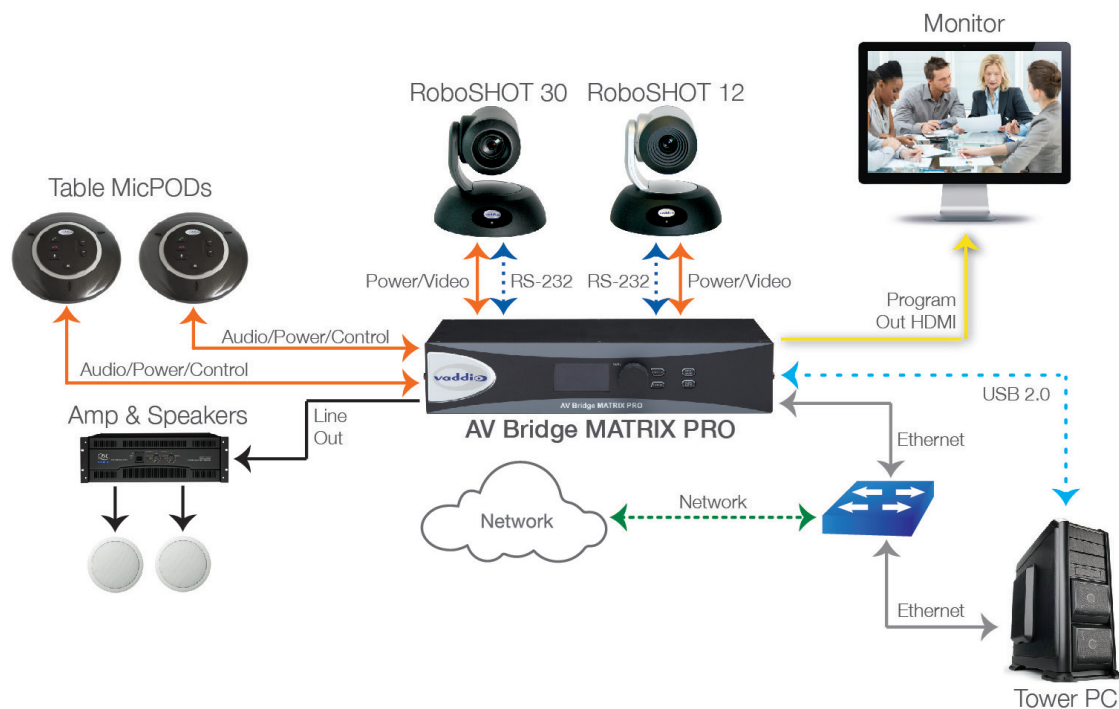 Monitor
RoboSHOT 30
RoboSHOT 12
Table MicPODs
Power/Video
RS-232
RS-232
Power/Video
Program
Out HDMI
Audio/Power/Control
Audio/Power/Control
vaddio
AV Bridge MATRIX PRO
USB 2.0
Amp & Speakers
Line
Out
AV Bridge MATRIX PRO
Ethernet
Network
Network
Ethernet
Tower PC